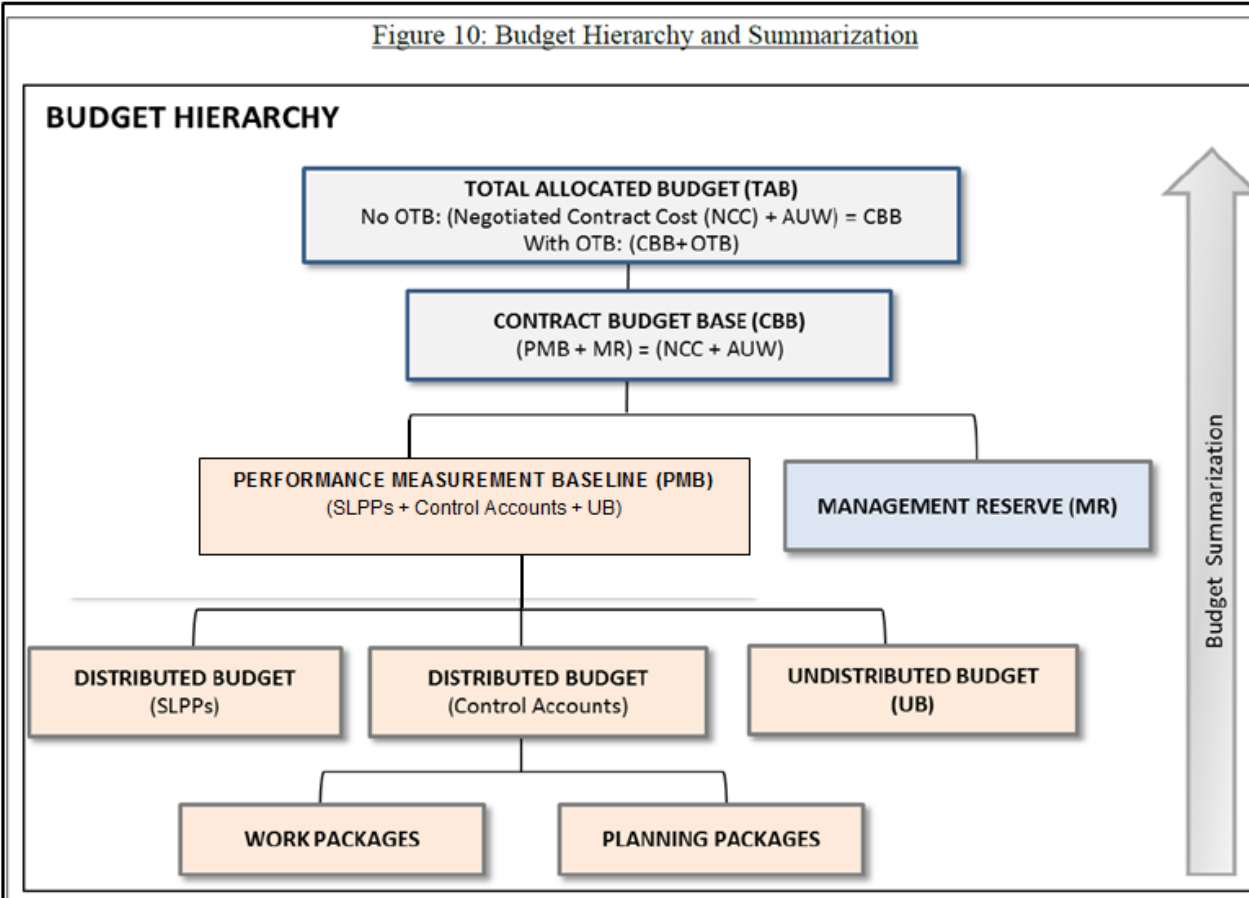 Figure 10: Budget Hierarchy and Summarization
BUDGET HIERARCHY
TOTAL ALLOCATED BUDGET (TAB)
No OTB: (Negotiated Contract Cost (NCC) + AUW) = CBB
With OTB: (CBB+OTB)
CONTRACT BUDGET BASE (CBB)
(PMB + MR) = (NCC + AUW)
PERFORMANCE MEASUREMENT BASELINE (PMB)
(SLPPs + Control Accounts + UB)
MANAGEMENT RESERVE (MR)
DISTRIBUTED BUDGET
(SLPPs)
DISTRIBUTED BUDGET
(Control Accounts)
UNDISTRIBUTED BUDGET
(UB)
WORK PACKAGES
PLANNING PACKAGES
Budget Summarization